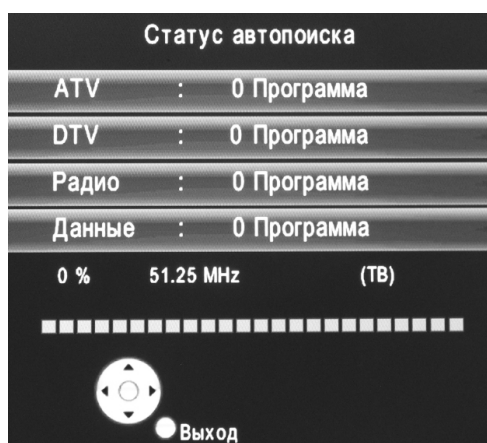 Статус автопоиска
ATV : 0 Программа
DTV : 0 Программа
Радио : 0 Программа
Данные : 0 Программа
0 % 51.25 MHz (ТВ)
Выход